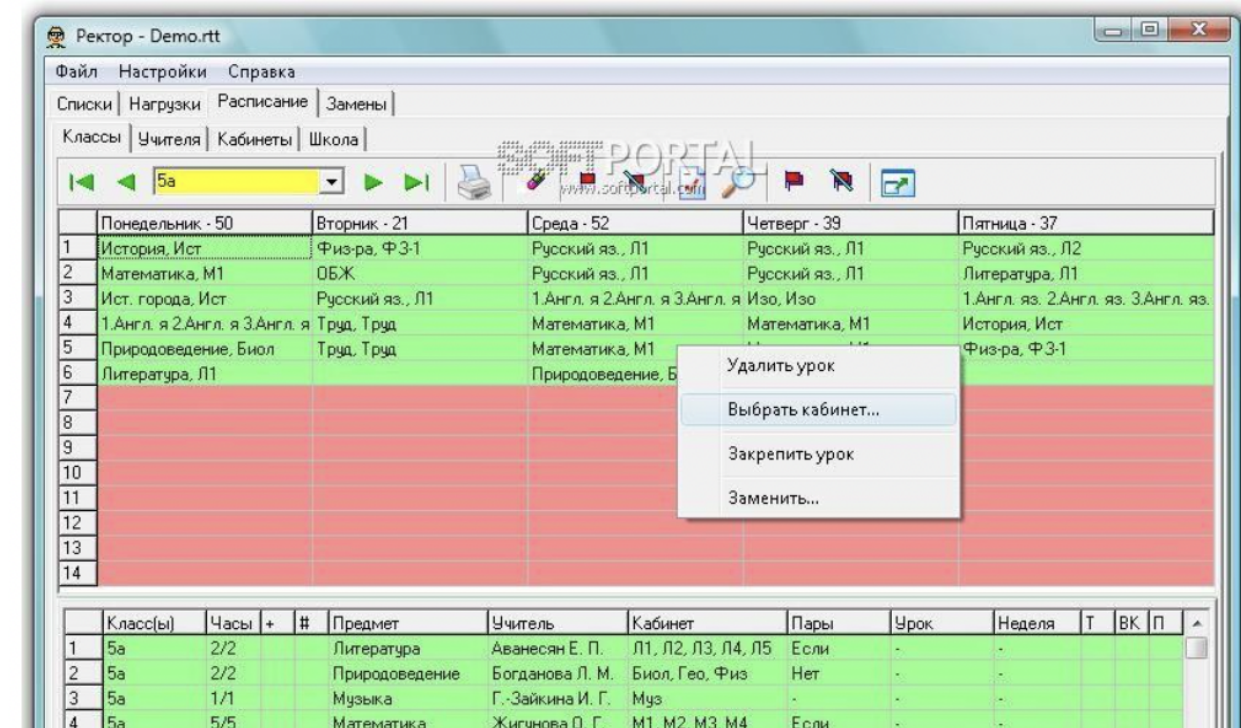 Ректор - Demo.rtt
Файл Настройки Справка
Списки Нагрузки Расписание Замены
Классы Учителя Кабинеты Школа
SOFTPORTAL
5а
www.softportal.com
Понедельник - 50 Вторник - 21 Среда - 52 Четверг - 39 Пятница - 37
1 История, Ист Физ-ра, ФЗ-1 Русский яз., Л1 Русский яз., Л1 Русский яз., Л2
2 Математика, М1 ОБЖ Русский яз., Л1 Русский яз., Л1 Литература, Л1
3 Ист. города, Ист Русский яз., Л1 1.Англ. я 2.Англ. я 3.Англ. я Изо, Изо 1.Англ. яз. 2.Англ. яз. 3.Англ. яз.
4 1.Англ. я 2.Англ. я 3.Англ. я Труд, Труд Математика, М1 Математика, М1 История, Ист
5 Природоведение, Биол Труд, Труд Математика, М1 Физ-ра, ФЗ-1
6 Литература, Л1 Природоведение, Б
Удалить урок
7
Выбрать кабинет...
8
9
Закрепить урок
10
11
Заменить...
12
13
14
Класс(ы) Часы + # Предмет Учитель Кабинет Пары Урок Неделя Т ВК П
1 5а 2/2 Литература Аванесян Е. П. Л1, Л2, Л3, Л4, Л5 Если - -
2 5а 2/2 Природоведение Богданова Л. М. Биол, Гео, Физ Нет - -
3 5а 1/1 Музыка Г.-Зайкина И. Г. Муз - - -
4 5а 5/5 Математика Жигунова О. Г. М1, М2, М3, М4 Если - -